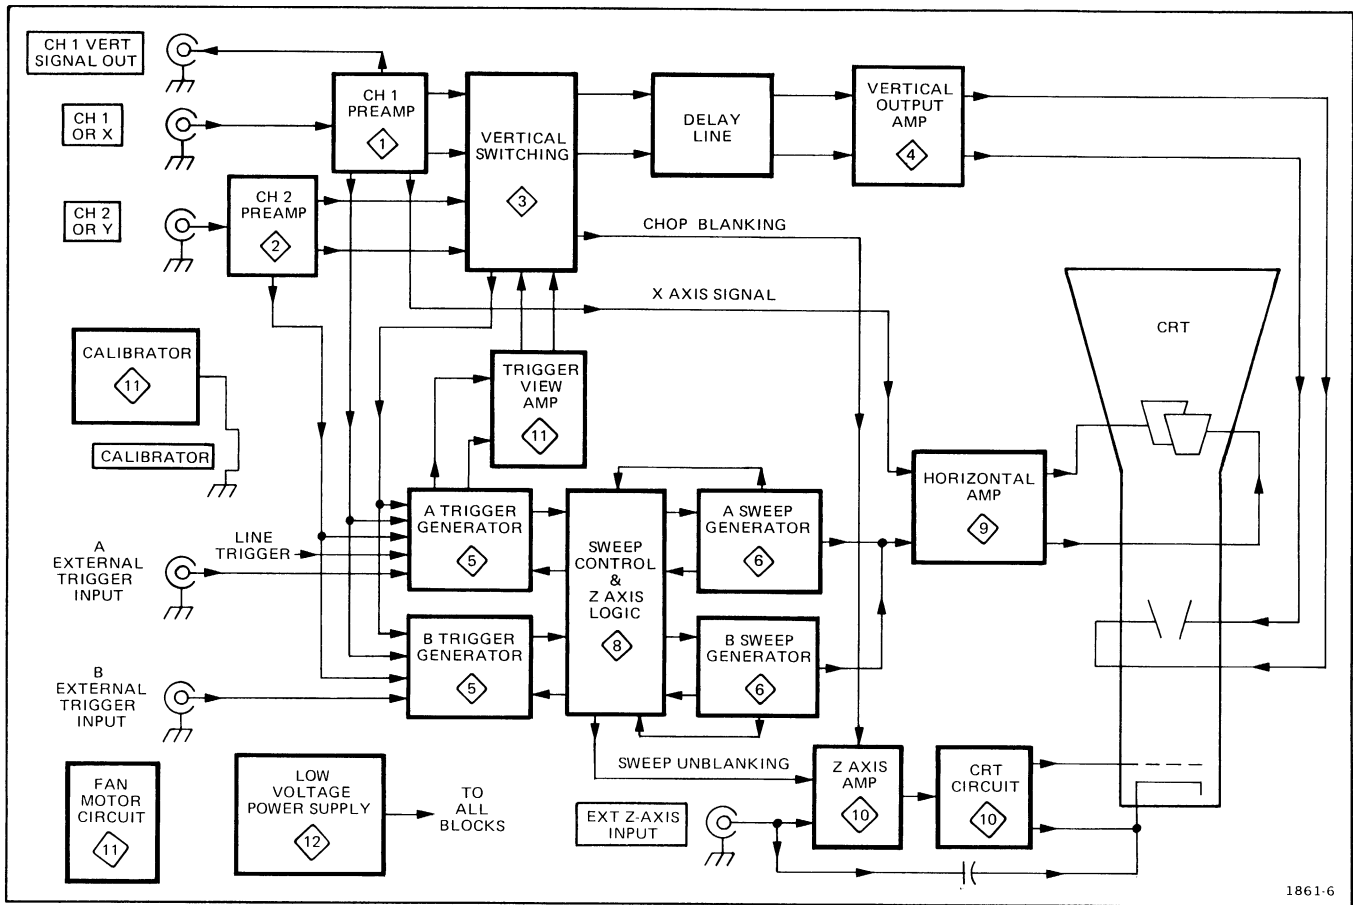 CH 1 VERT
SIGNAL OUT
CH 1
OR X
CH 2
OR Y
CH 1
PREAMP
1
CH 2
PREAMP
2
VERTICAL
SWITCHING
3
DELAY
LINE
VERTICAL
OUTPUT
AMP
4
CHOP BLANKING
X AXIS SIGNAL
CRT
CALIBRATOR
11
CALIBRATOR
TRIGGER
VIEW
AMP
11
HORIZONTAL
AMP
9
A
EXTERNAL
TRIGGER
INPUT
LINE
TRIGGER
A TRIGGER
GENERATOR
5
SWEEP
CONTROL
&
Z AXIS
LOGIC
8
A SWEEP
GENERATOR
6
B
EXTERNAL
TRIGGER
INPUT
B TRIGGER
GENERATOR
5
B SWEEP
GENERATOR
6
SWEEP UNBLANKING
FAN
MOTOR
CIRCUIT
11
LOW
VOLTAGE
POWER SUPPLY
12
TO
ALL
BLOCKS
EXT Z-AXIS
INPUT
Z AXIS
AMP
10
CRT
CIRCUIT
10
1861-6